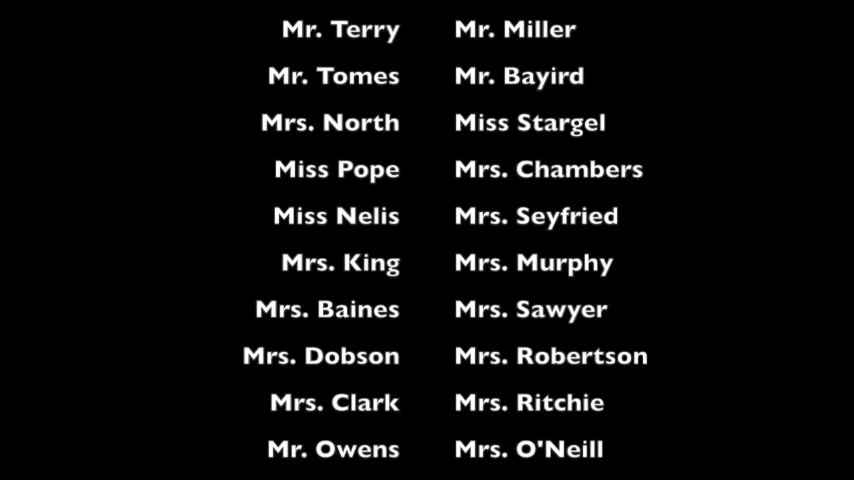 Mr. Terry Mr. Miller
Mr. Tomes Mr. Bayird
Mrs. North Miss Stargel
Miss Pope Mrs. Chambers
Miss Nelis Mrs. Seyfried
Mrs. King Mrs. Murphy
Mrs. Baines Mrs. Sawyer
Mrs. Dobson Mrs. Robertson
Mrs. Clark Mrs. Ritchie
Mr. Owens Mrs. O'Neill